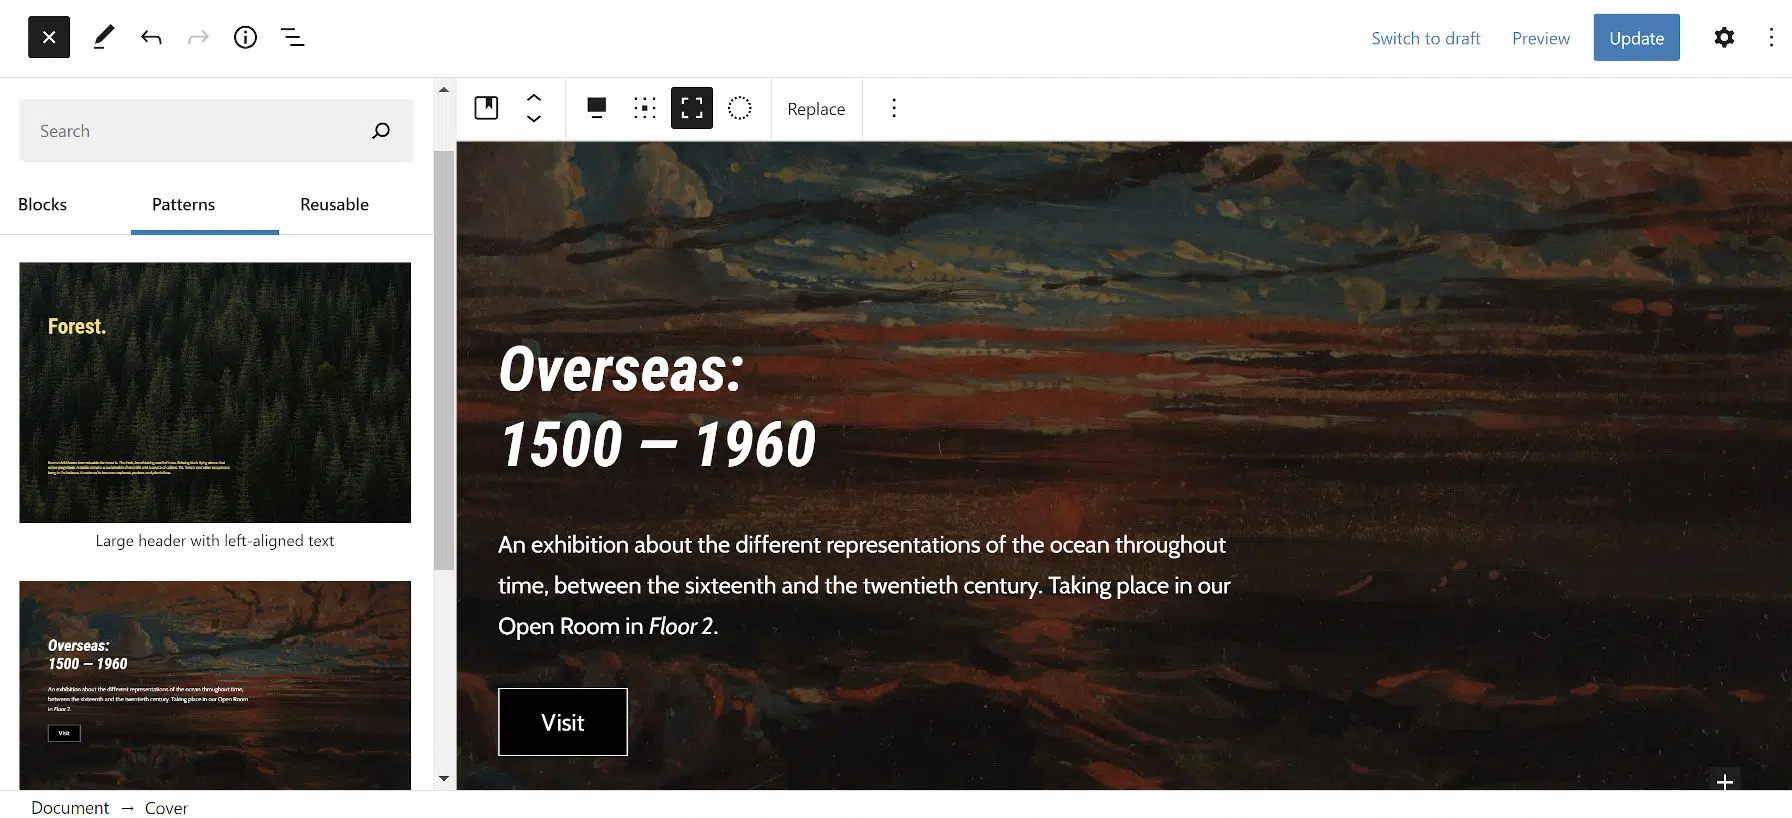 Switch to draft
Preview
Update
Search
Blocks
Patterns
Reusable
Replace
Forest.
Large header with left-aligned text
Overseas:
1500 — 1960
An exhibition about the different representations of the ocean throughout time,
between the sixteenth and the twentieth century. Taking place in our Open Room
in Floor 2.
Visit
Overseas:
1500 — 1960
An exhibition about the different representations of the ocean throughout
time, between the sixteenth and the twentieth century. Taking place in our
Open Room in Floor 2.
Visit
Document → Cover